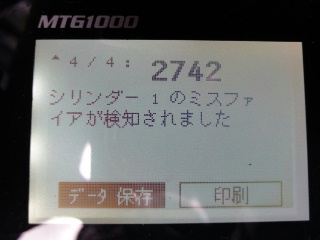 MTG1000
▲ 4 / 4 : 2742
シリンダー 1 のミスファ
イアが検知されました
データ 保存 印刷